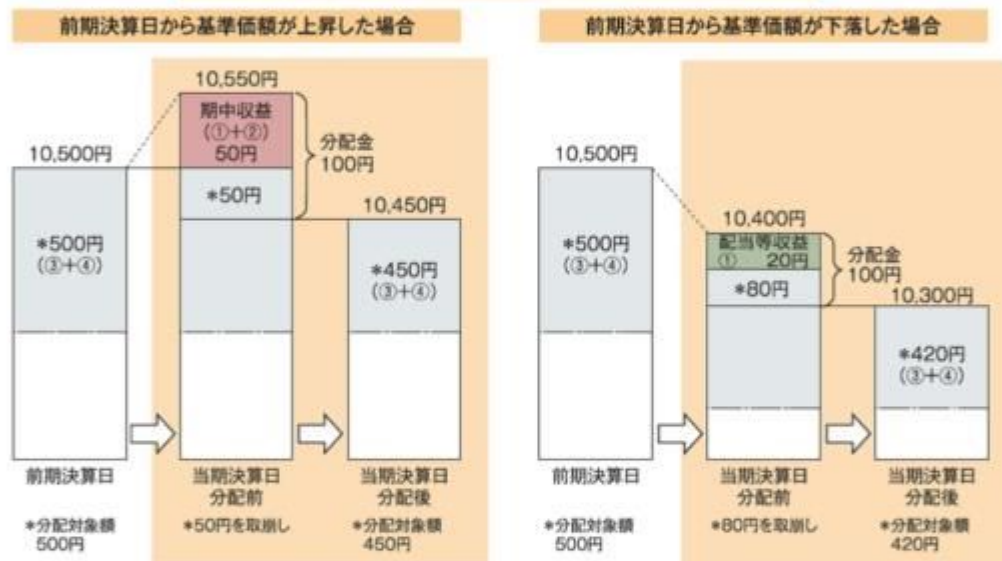 前期決算日から基準価額が上昇した場合
10,550円
期中収益
(①+②)
50円
分配金
100円
10,500円
*50円
10,450円
*500円
(③+④)
*450円
(③+④)
前期決算日
当期決算日
分配前
当期決算日
分配後
*分配対象額
500円
*50円を取崩し
*分配対象額
450円
前期決算日から基準価額が下落した場合
10,500円
10,400円
配当等収益
① 20円
分配金
100円
*500円
(③+④)
*80円
10,300円
*420円
(③+④)
前期決算日
当期決算日
分配前
当期決算日
分配後
*分配対象額
500円
*80円を取崩し
*分配対象額
420円